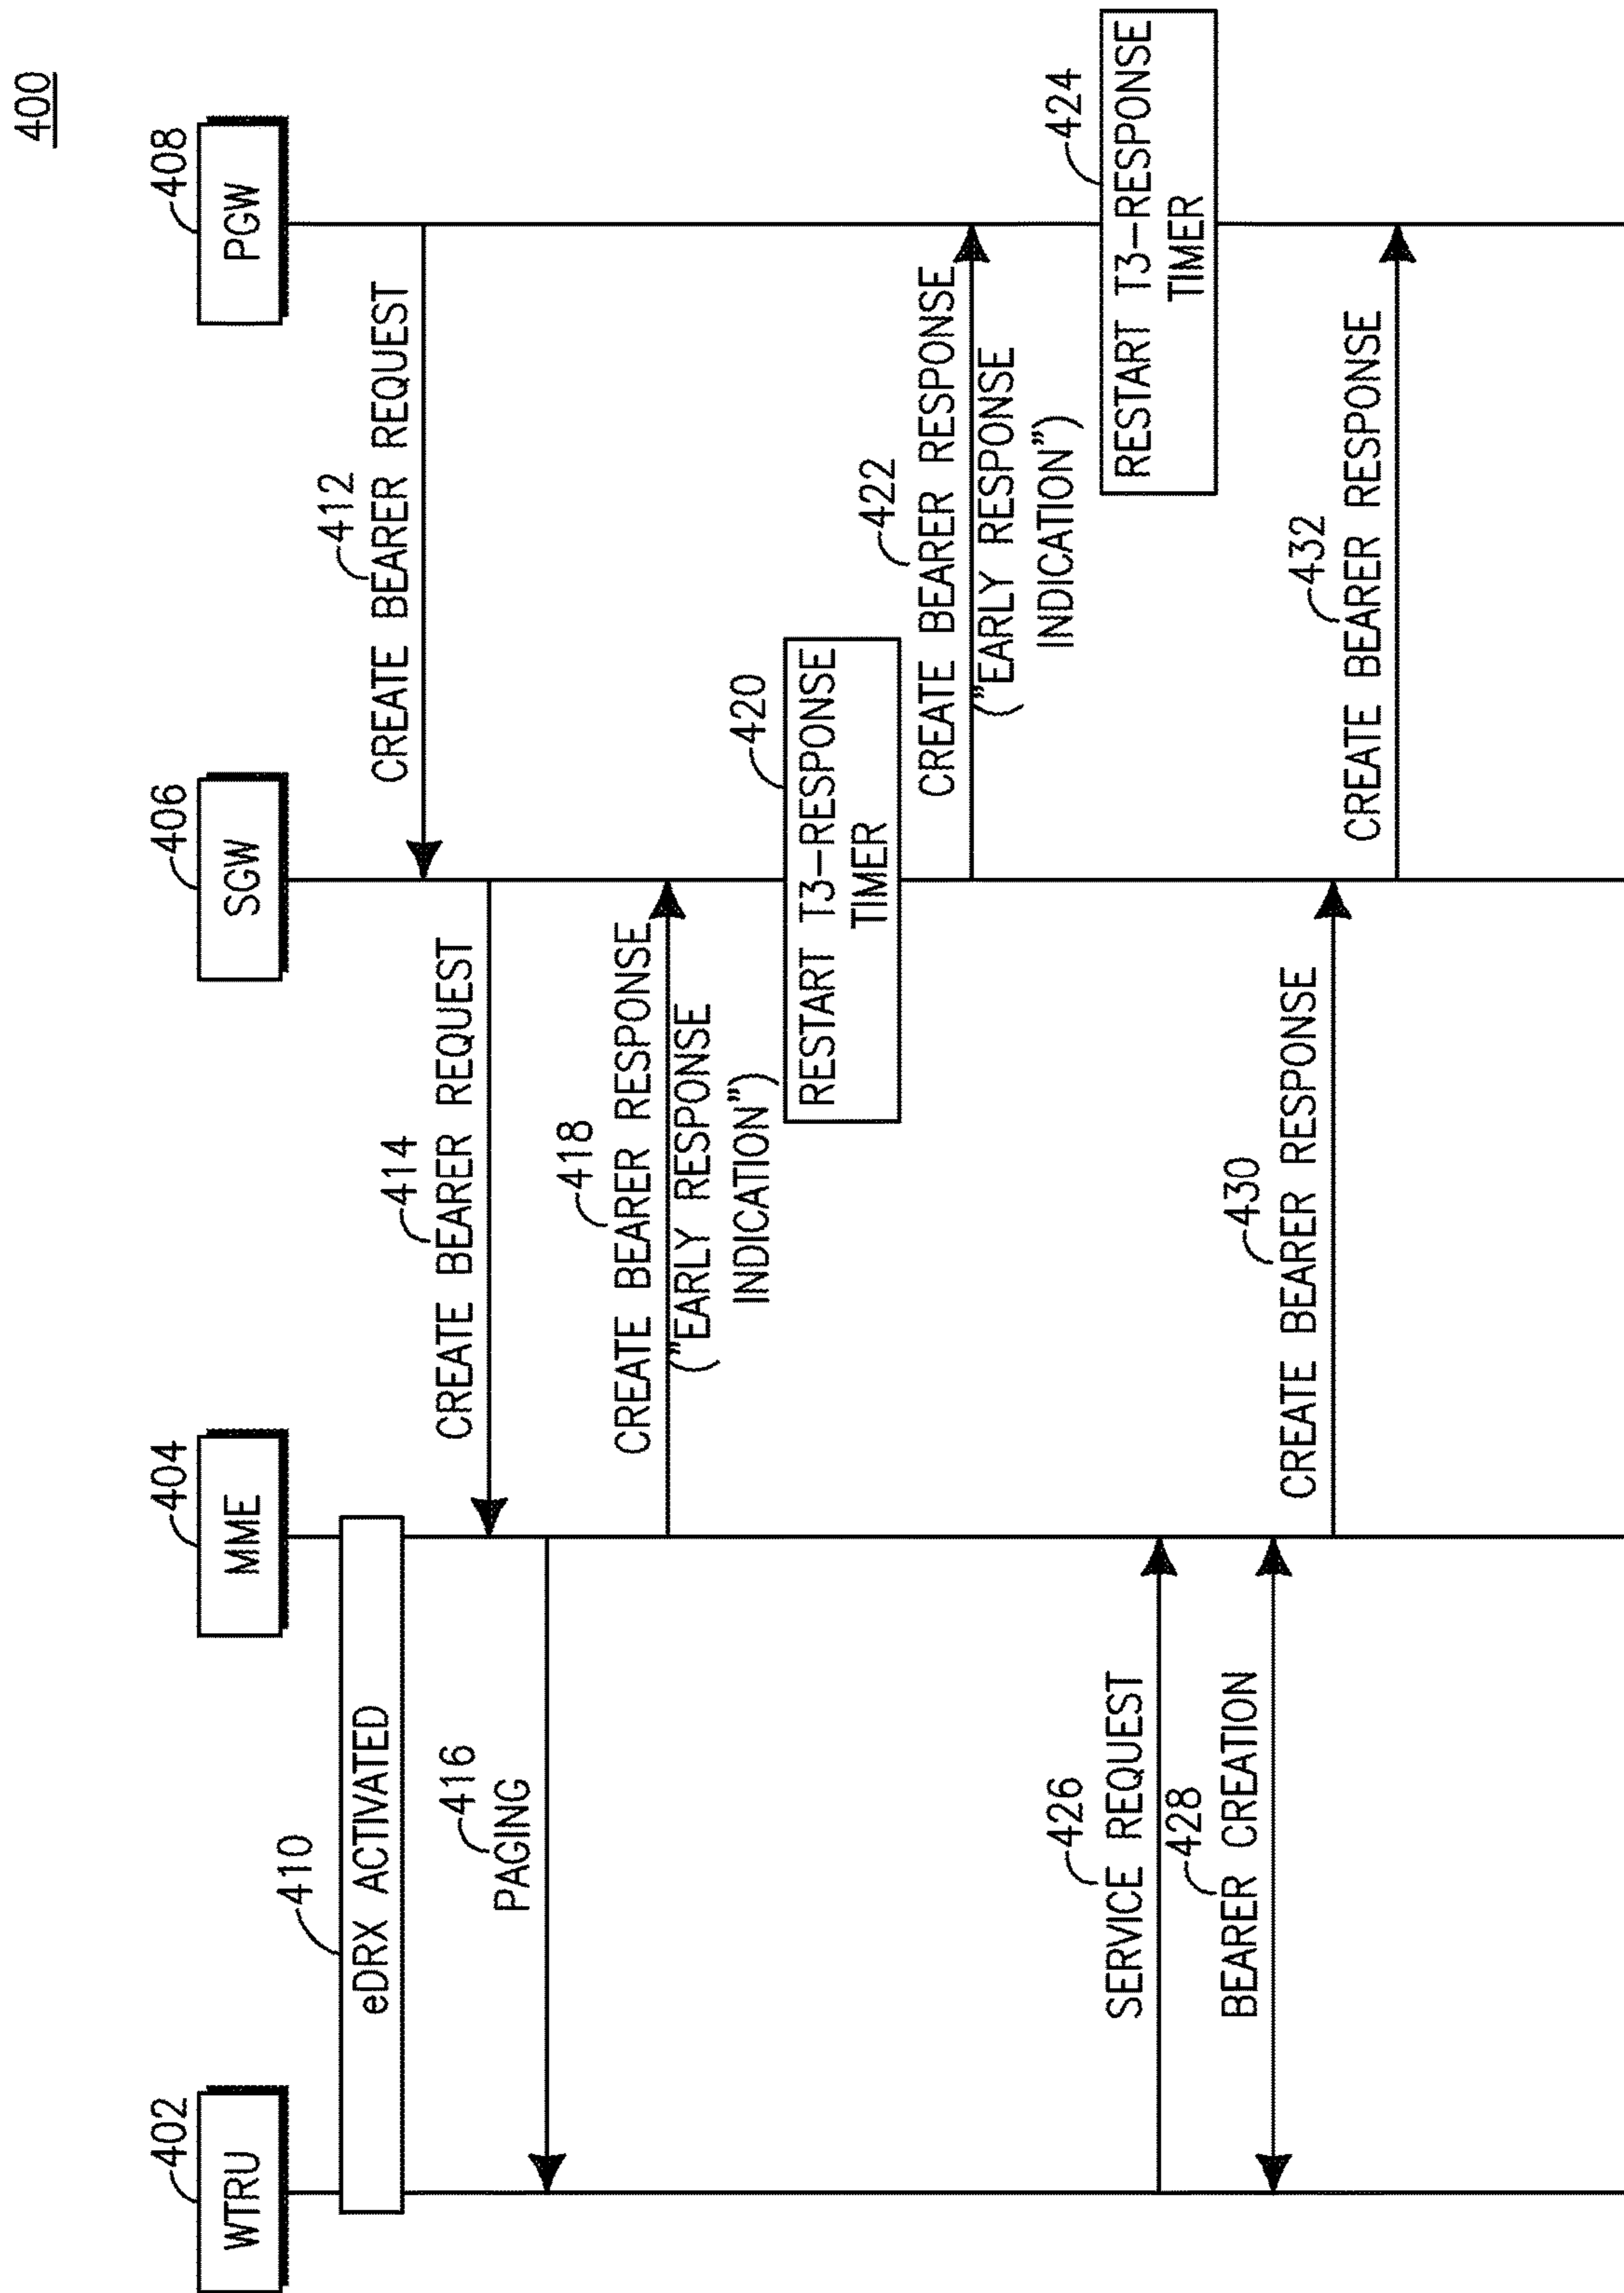 400
402
WTRU
404
MME
406
SGW
408
PGW
410
eDRX ACTIVATED
412
CREATE BEARER REQUEST
414
CREATE BEARER REQUEST
416
PAGING
418
CREATE BEARER RESPONSE
("EARLY RESPONSE
INDICATION")
420
RESTART T3-RESPONSE
TIMER
422
CREATE BEARER RESPONSE
("EARLY RESPONSE
INDICATION")
424
RESTART T3-RESPONSE
TIMER
426
SERVICE REQUEST
428
BEARER CREATION
430
CREATE BEARER RESPONSE
432
CREATE BEARER RESPONSE